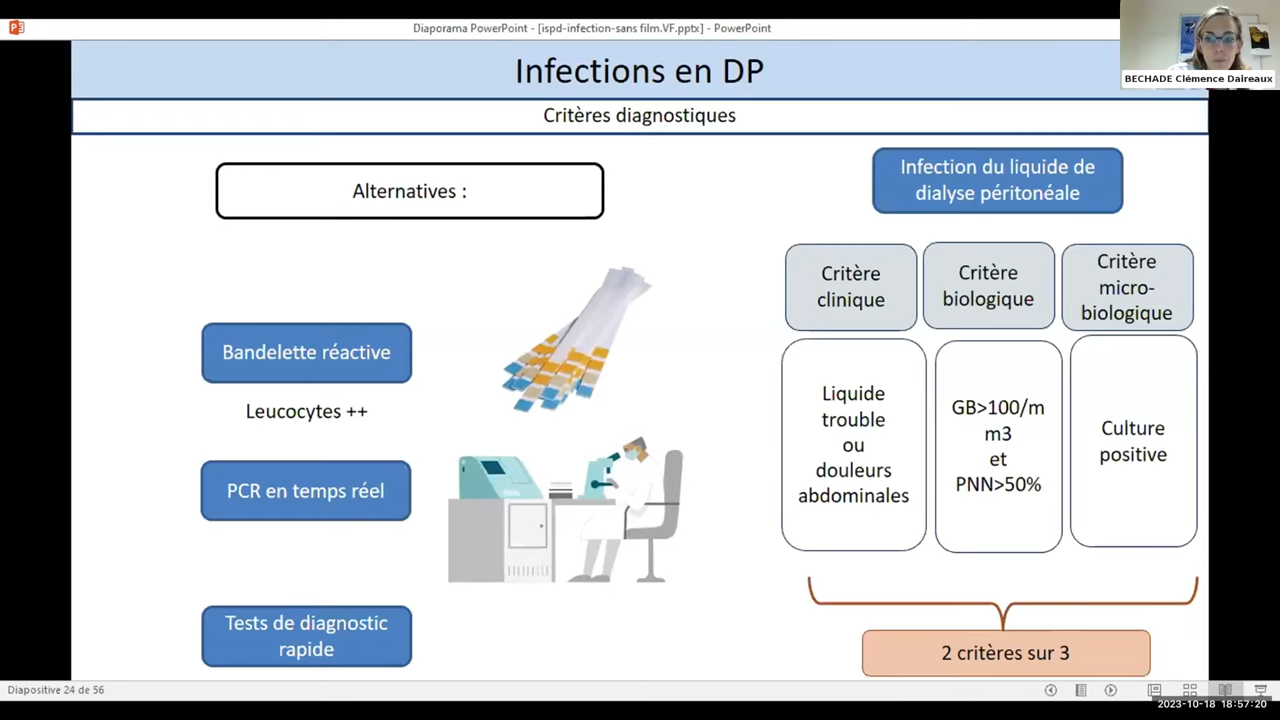 Diaporama PowerPoint - [ispd-infection-sans film.VF.pptx] - PowerPoint
BECHADE Clémence Daireaux
Infections en DP
Critères diagnostiques
Alternatives :
Bandelette réactive
Leucocytes ++
PCR en temps réel
Tests de diagnostic
rapide
Infection du liquide de
dialyse péritonéale
Critère
clinique
Critère
biologique
Critère
micro-
biologique
Liquide
trouble
ou
douleurs
abdominales
GB>100/m
m3
et
PNN>50%
Culture
positive
2 critères sur 3
Diapositive 24 de 56
2023-10-18 18:57:20